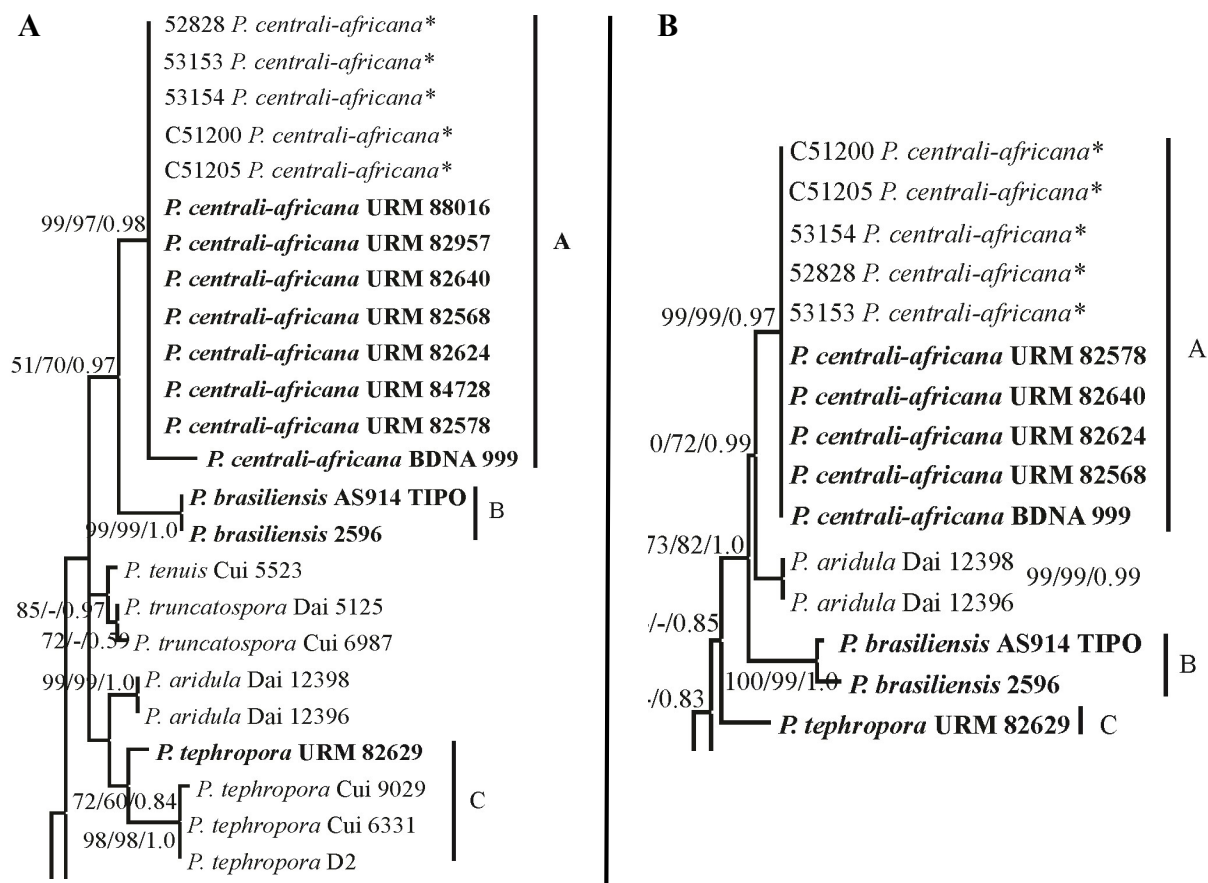 A
52828 P. centrali-africana*
53153 P. centrali-africana*
53154 P. centrali-africana*
C51200 P. centrali-africana*
C51205 P. centrali-africana*
P. centrali-africana URM 88016
99/97/0.98
P. centrali-africana URM 82957
A
P. centrali-africana URM 82640
P. centrali-africana URM 82568
P. centrali-africana URM 82624
51/70/0.97
P. centrali-africana URM 84728
P. centrali-africana URM 82578
P. centrali-africana BDNA 999
P. brasiliensis AS914 TIPO
B
99/99/1.0
P. brasiliensis 2596
P. tenuis Cui 5523
85/-/0.97
P. truncatospora Dai 5125
72/-/0.59
P. truncatospora Cui 6987
99/99/1.0
P. aridula Dai 12398
P. aridula Dai 12396
P. tephropora URM 82629
P. tephropora Cui 9029
C
72/60/0.84
P. tephropora Cui 6331
98/98/1.0
P. tephropora D2
B
C51200 P. centrali-africana*
C51205 P. centrali-africana*
53154 P. centrali-africana*
52828 P. centrali-africana*
53153 P. centrali-africana*
99/99/0.97
P. centrali-africana URM 82578
A
P. centrali-africana URM 82640
P. centrali-africana URM 82624
0/72/0.99
P. centrali-africana URM 82568
P. centrali-africana BDNA 999
73/82/1.0
P. aridula Dai 12398
99/99/0.99
P. aridula Dai 12396
/-/0.85
P. brasiliensis AS914 TIPO
B
100/99/1.0
P. brasiliensis 2596
-/0.83
P. tephropora URM 82629
C